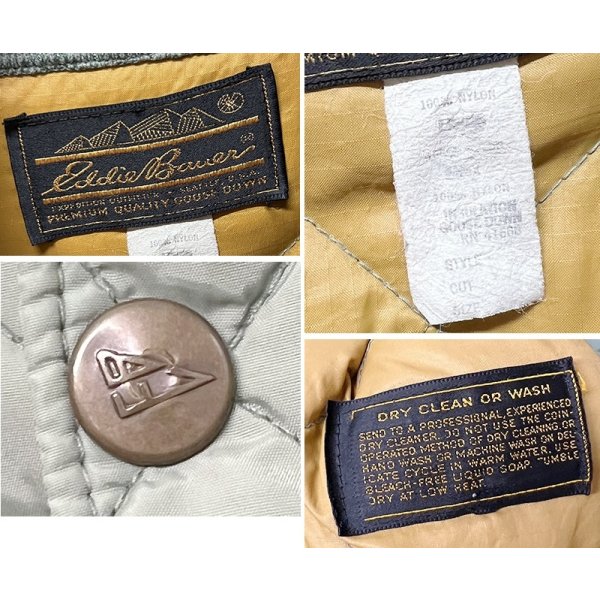 Eddie Bauer
EXPEDITION OUTFITTER SEATTLE, U.S.A.
PREMIUM QUALITY GOOSE DOWN
100% NYLON
100% NYLON
GOOSE DOWN
STYLE
CUT
SIZE
DRY CLEAN OR WASH
SEND TO A PROFESSIONAL, EXPERIENCED
DRY CLEANER. DO NOT USE THE COIN-
OPERATED METHOD OF DRY CLEANING, OR
HAND WASH OR MACHINE WASH ON DEL
ICATE CYCLE IN WARM WATER. USE
BLEACH-FREE LIQUID SOAP. TUMBLE
DRY AT LOW HEAT.